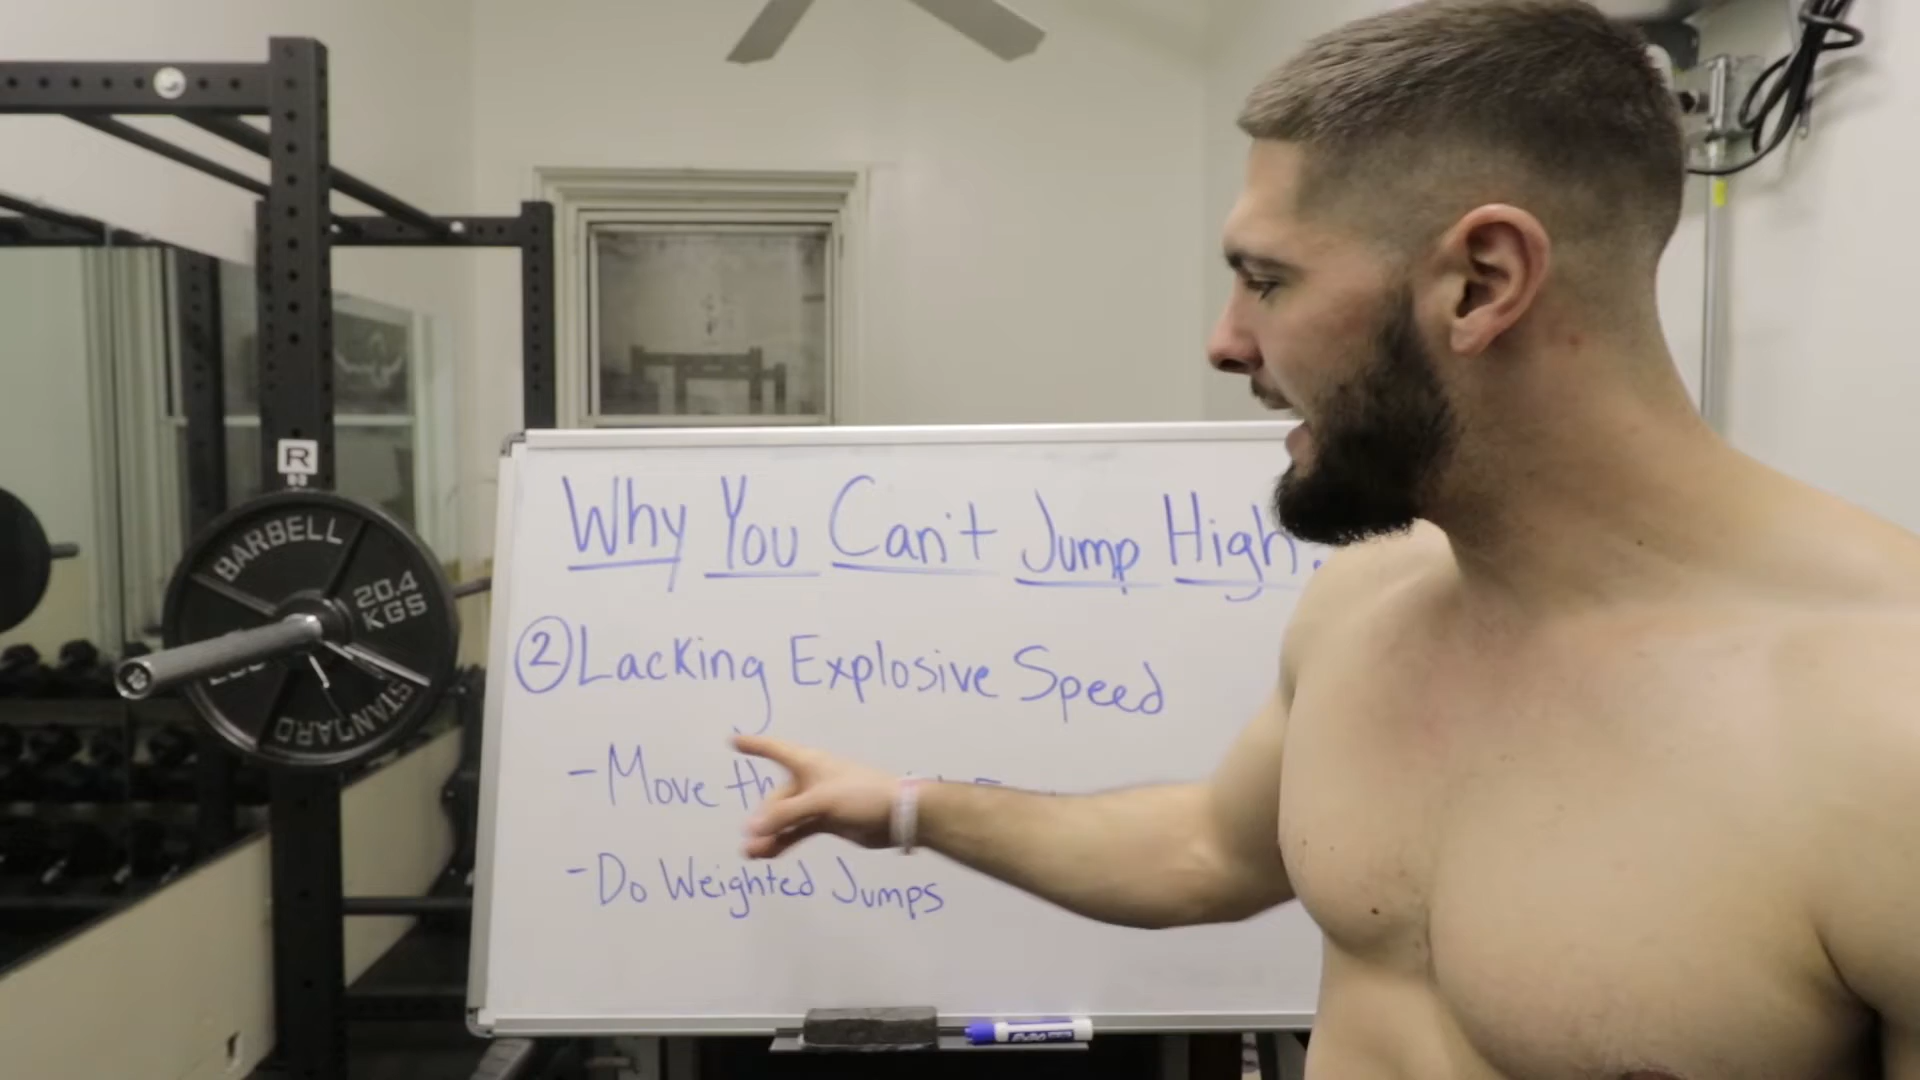 R
BARBELL
20.4
KGS
STANDARD
Why You Can't Jump High
② Lacking Explosive Speed
- Move
- Do Weighted Jumps